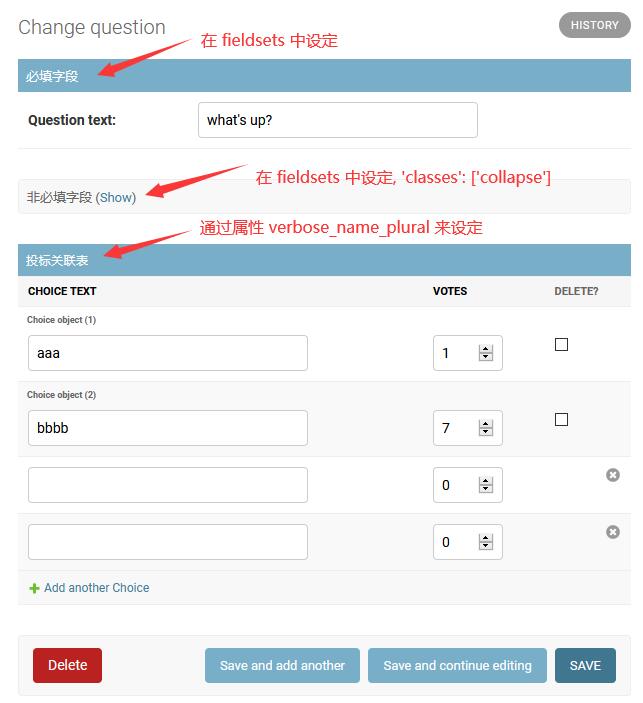 Change question
HISTORY
在 fieldsets 中设定
必填字段
Question text:
what's up?
在 fieldsets 中设定, 'classes': ['collapse']
非必填字段 (Show)
通过属性 verbose_name_plural 来设定
投标关联表
CHOICE TEXT VOTES DELETE?
Choice object (1)
aaa 1
Choice object (2)
bbbb 7
0
0
Add another Choice
Delete Save and add another Save and continue editing SAVE